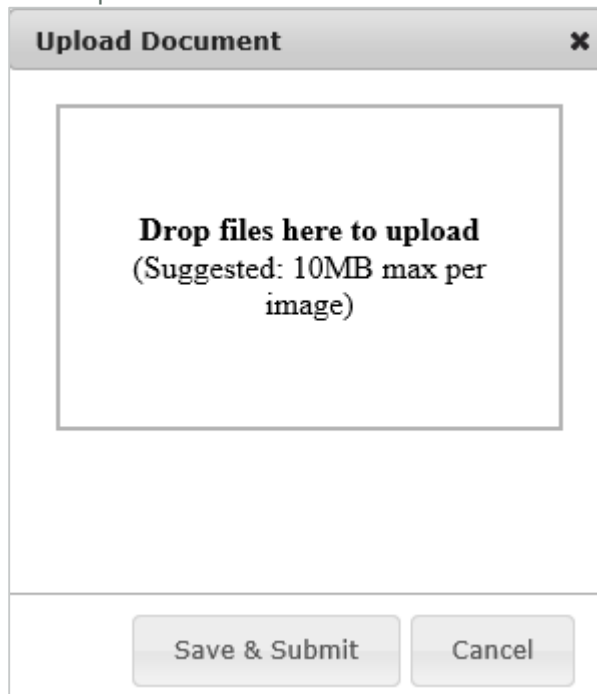 Upload Document
Drop files here to upload
(Suggested: 10MB max per
image)
Save & Submit
Cancel